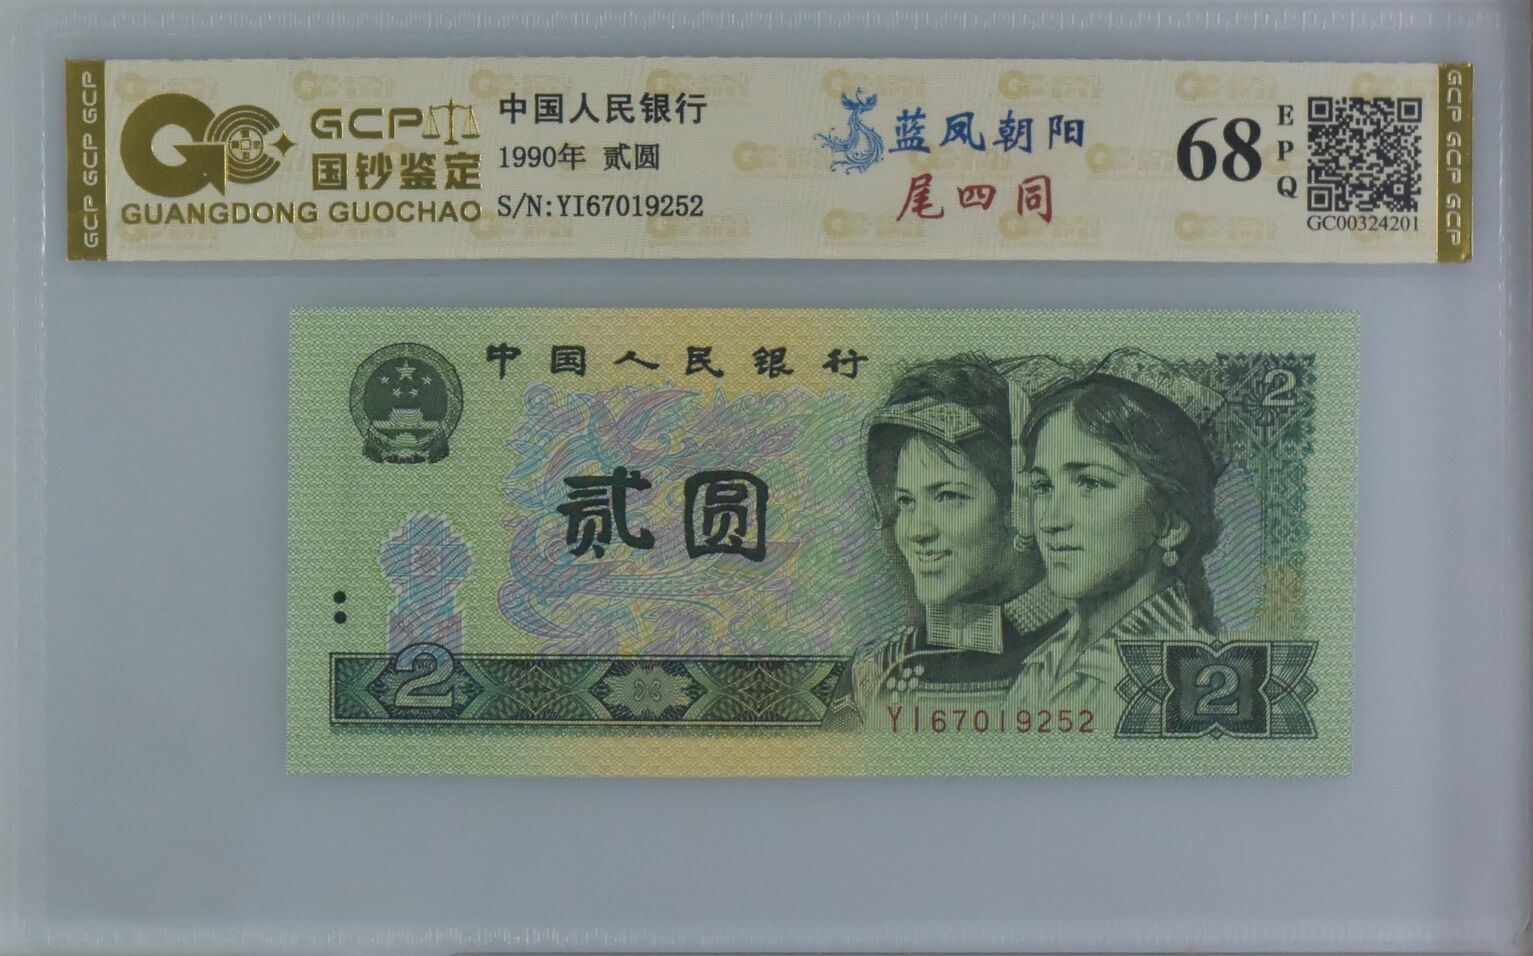 GCP GCP GCP
GCP
国钞鉴定
GUANGDONG GUOCHAO
中国人民银行
1990年 贰圆
S/N:YI67019252
蓝凤朝阳
尾四同
68
EPQ
GC00324201
GCP GCP GCP
中国人民银行
2
贰圆
2
YI67019252
2